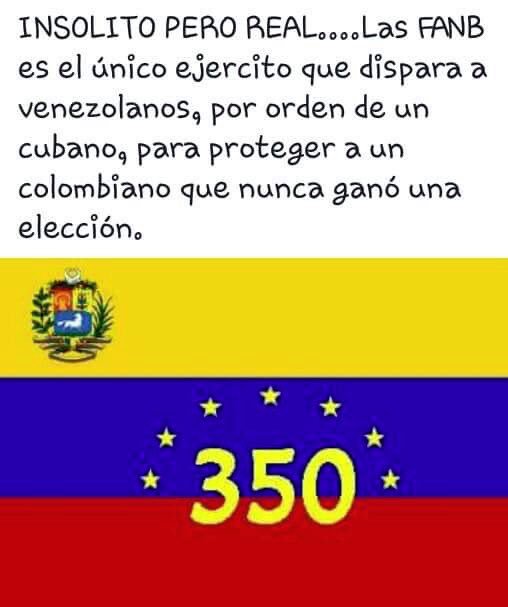 INSOLITO PERO REAL....Las FANB
es el único ejercito que dispara a
venezolanos, por orden de un
cubano, para proteger a un
colombiano que nunca ganó una
elección.
350